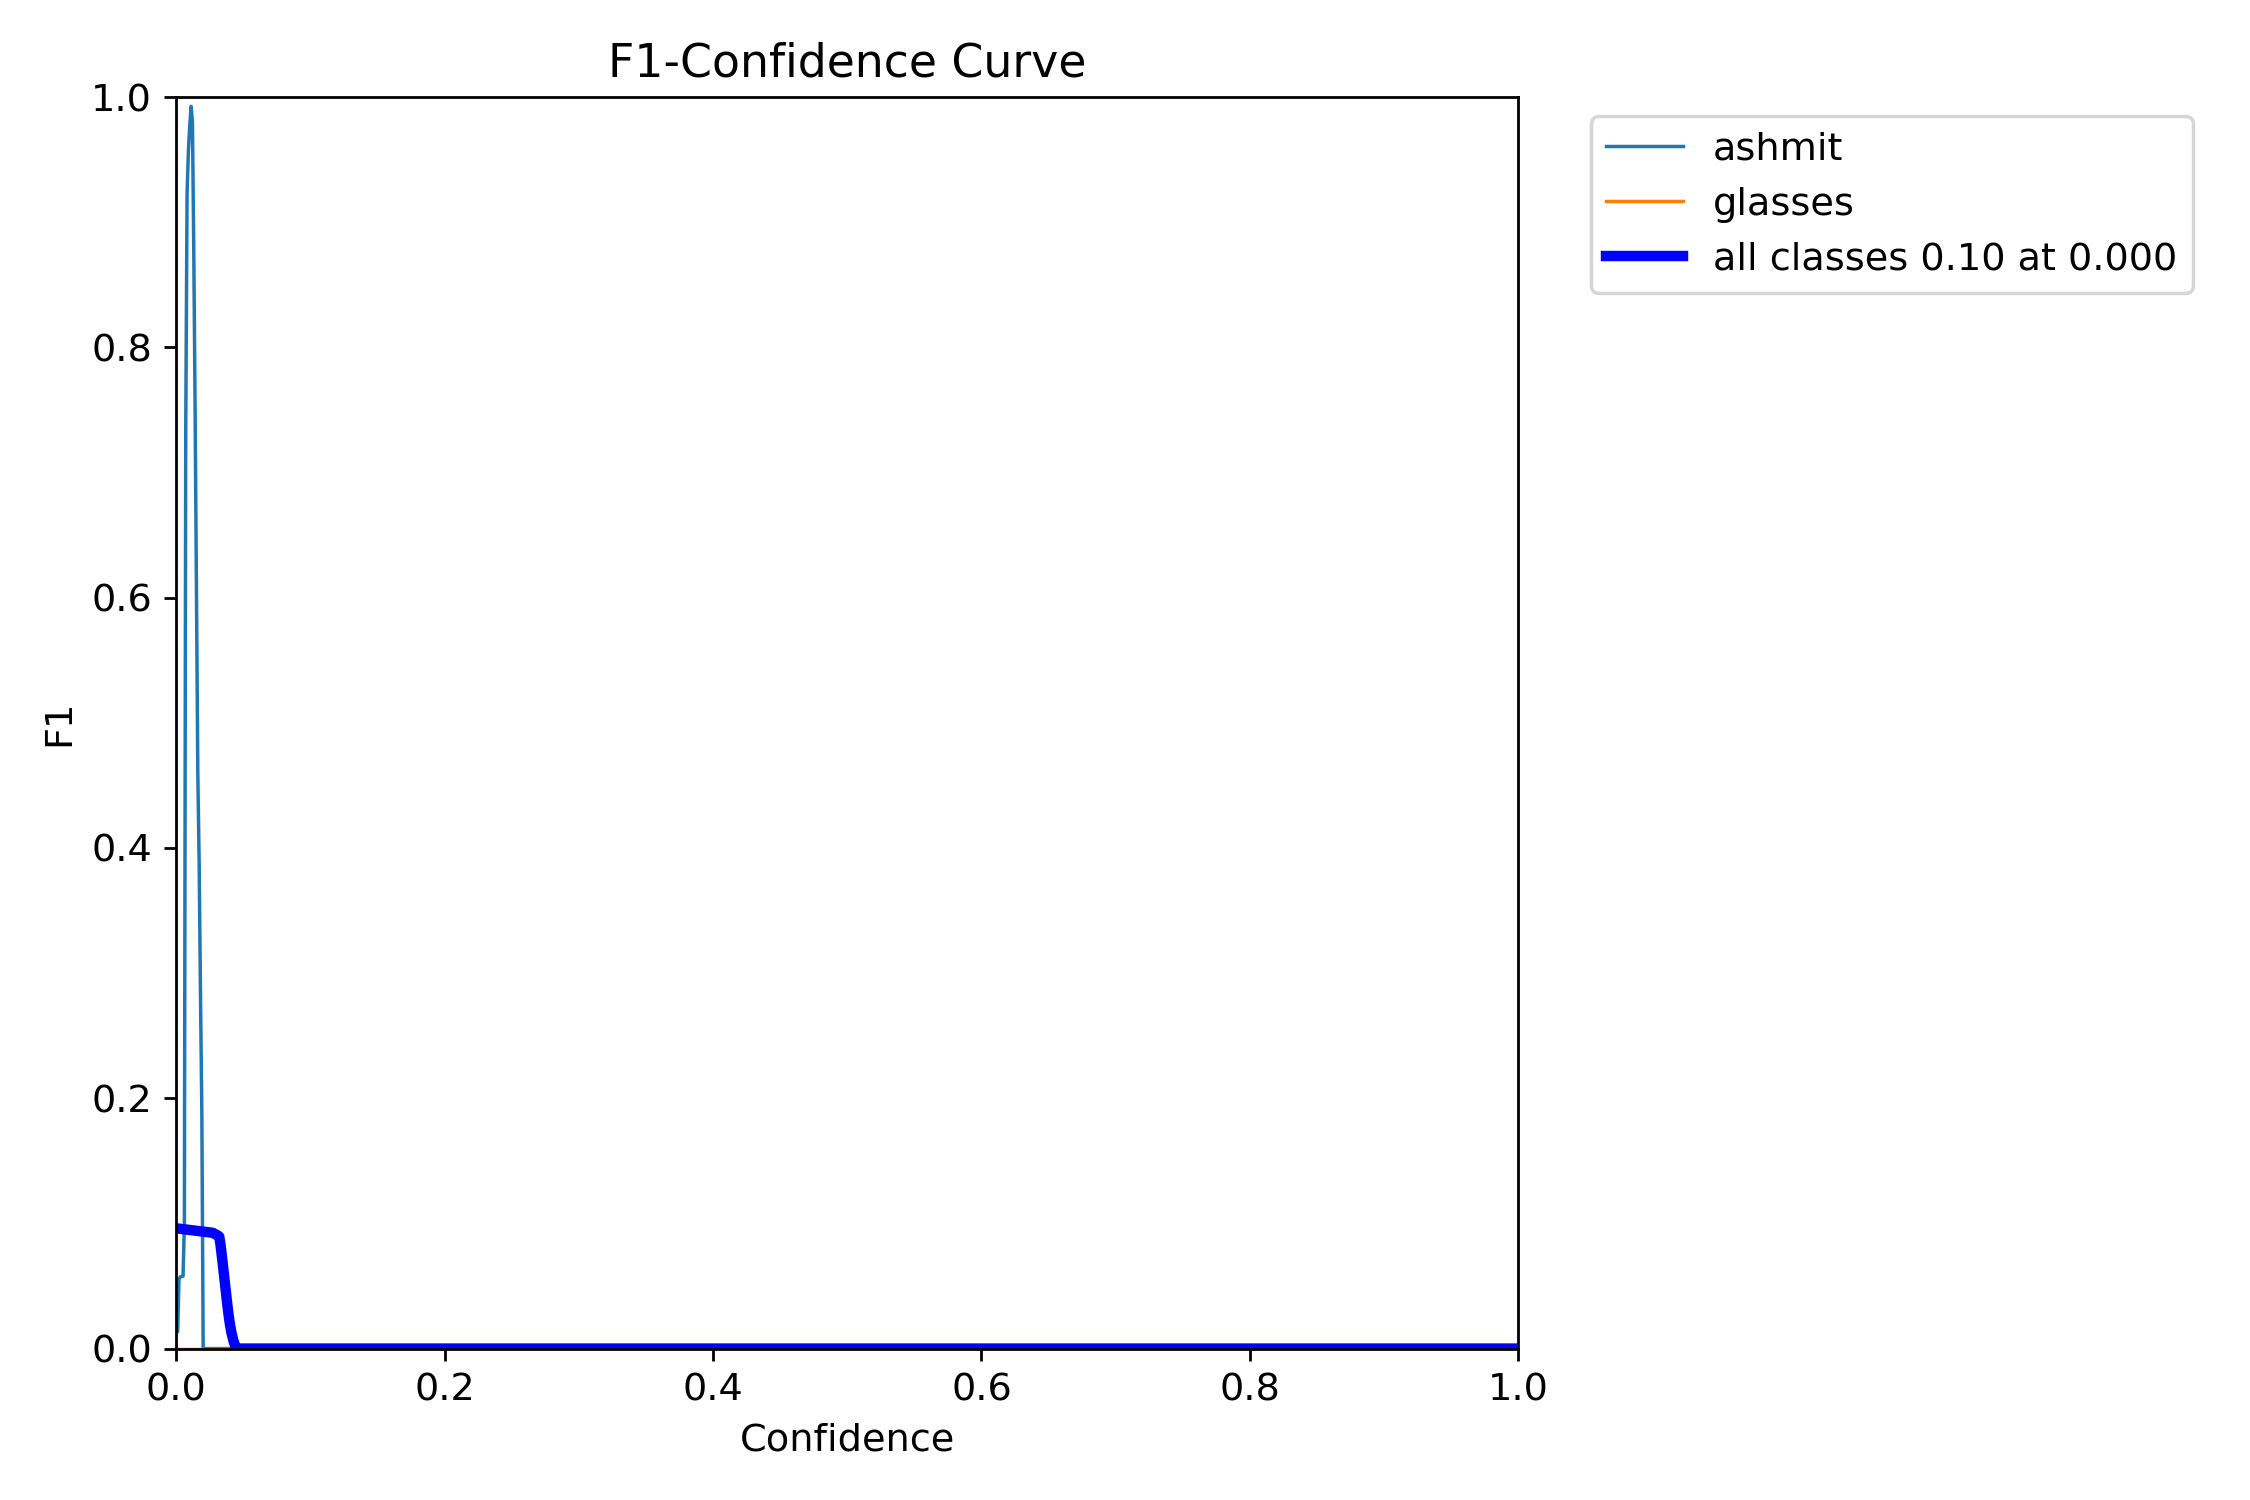 F1-Confidence Curve
1.0
0.8
0.6
0.4
0.2
0.0
F1
0.0 0.2 0.4 0.6 0.8 1.0
Confidence
ashmit
glasses
all classes 0.10 at 0.000